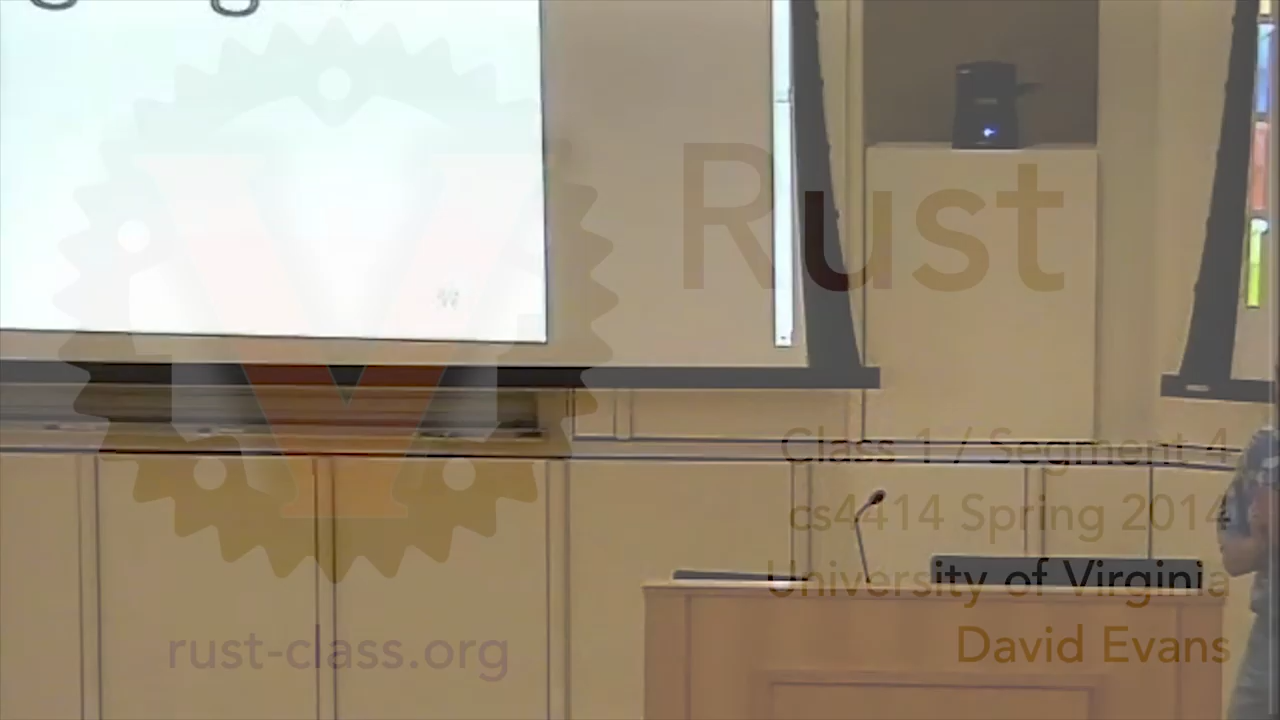 Rust
Class 1 / Segment 4
cs4414 Spring 2014
University of Virginia
David Evans
rust-class.org